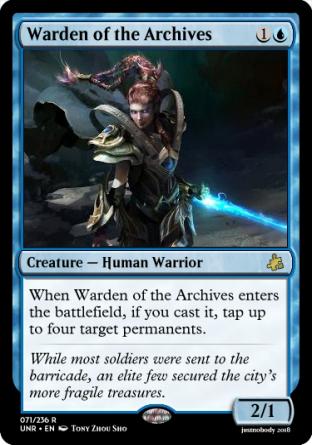 Warden of the Archives 1
Creature — Human Warrior
When Warden of the Archives enters
the battlefield, if you cast it, tap up
to four target permanents.
While most soldiers were sent to the
barricade, an elite few secured the city's
more fragile treasures.
2/1
071/236 R
UNR • EN Tony Zhou Sho
justnobody 2018